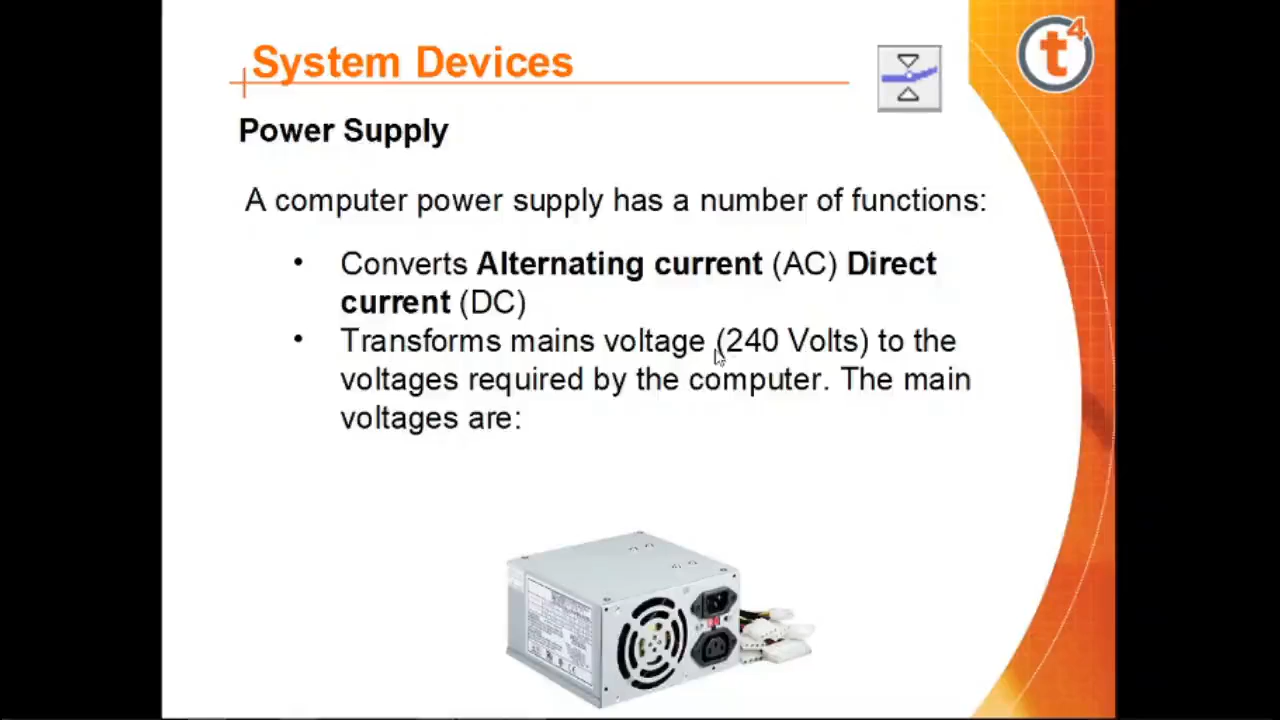 System Devices
t4
Power Supply
A computer power supply has a number of functions:
• Converts Alternating current (AC) Direct
current (DC)
• Transforms mains voltage (240 Volts) to the
voltages required by the computer. The main
voltages are: